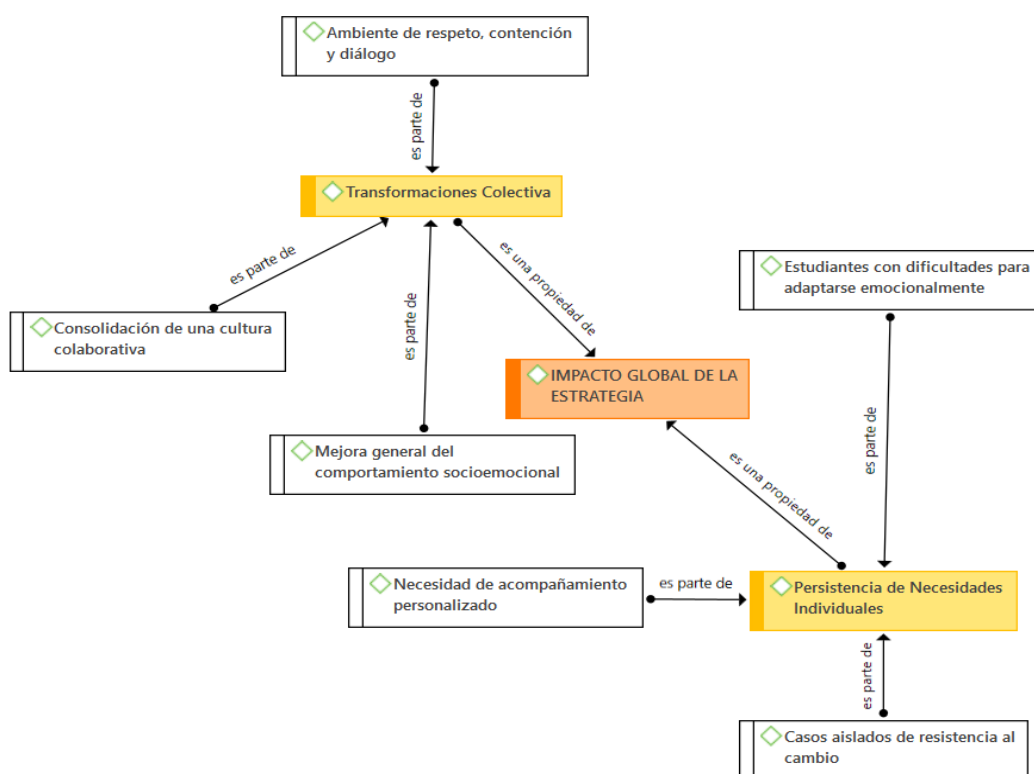 Ambiente de respeto, contención
y diálogo
es parte de
Transformaciones Colectiva
es parte de
es parte de
es una propiedad de
Consolidación de una cultura
colaborativa
Mejora general del
comportamiento socioemocional
IMPACTO GLOBAL DE LA
ESTRATEGIA
Estudiantes con dificultades para
adaptarse emocionalmente
es parte de
es una propiedad de
Necesidad de acompañamiento
personalizado
es parte de
Persistencia de Necesidades
Individuales
es parte de
Casos aislados de resistencia al
cambio